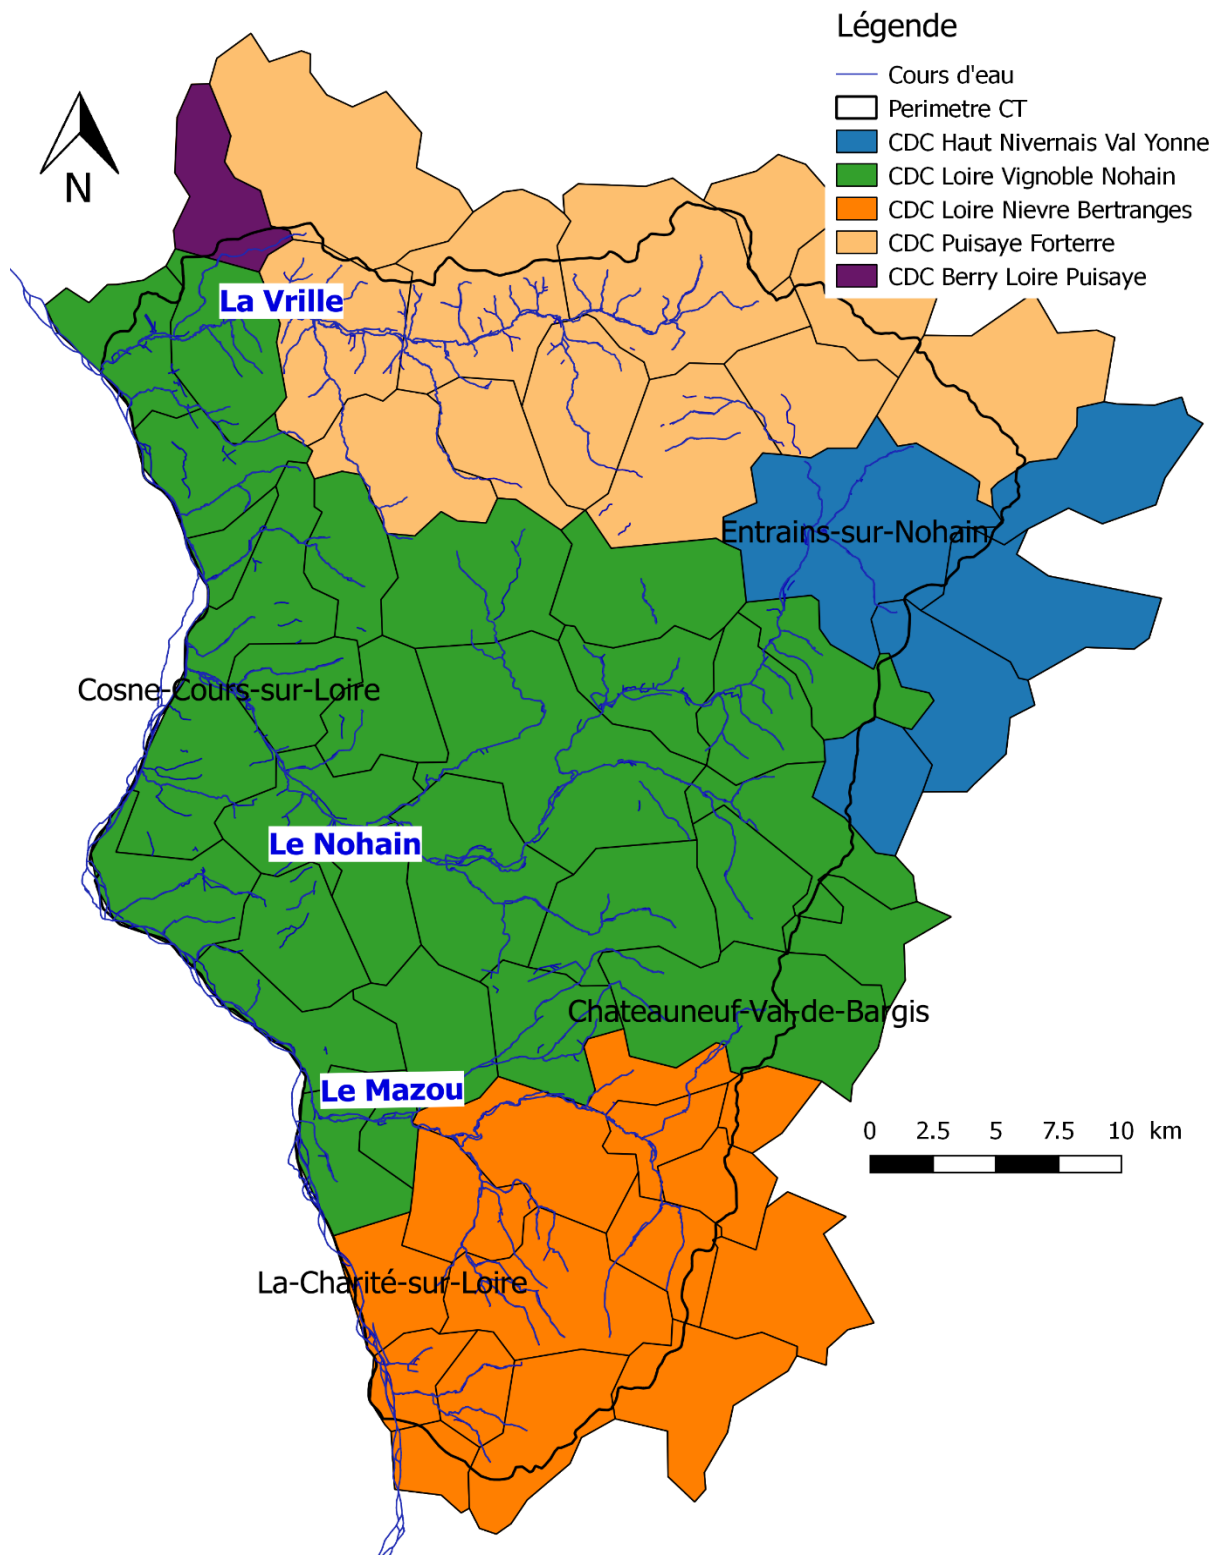 Légende
Cours d'eau
Perimetre CT
CDC Haut Nivernais Val Yonne
CDC Loire Vignoble Nohain
CDC Loire Nievre Bertranges
CDC Puisaye Forterre
CDC Berry Loire Puisaye
N
La Vrille
Entrains-sur-Nohain
Cosne-Cours-sur-Loire
Le Nohain
Chateauneuf-Val-de-Bargis
Le Mazou
0 2.5 5 7.5 10 km
La-Charité-sur-Loire